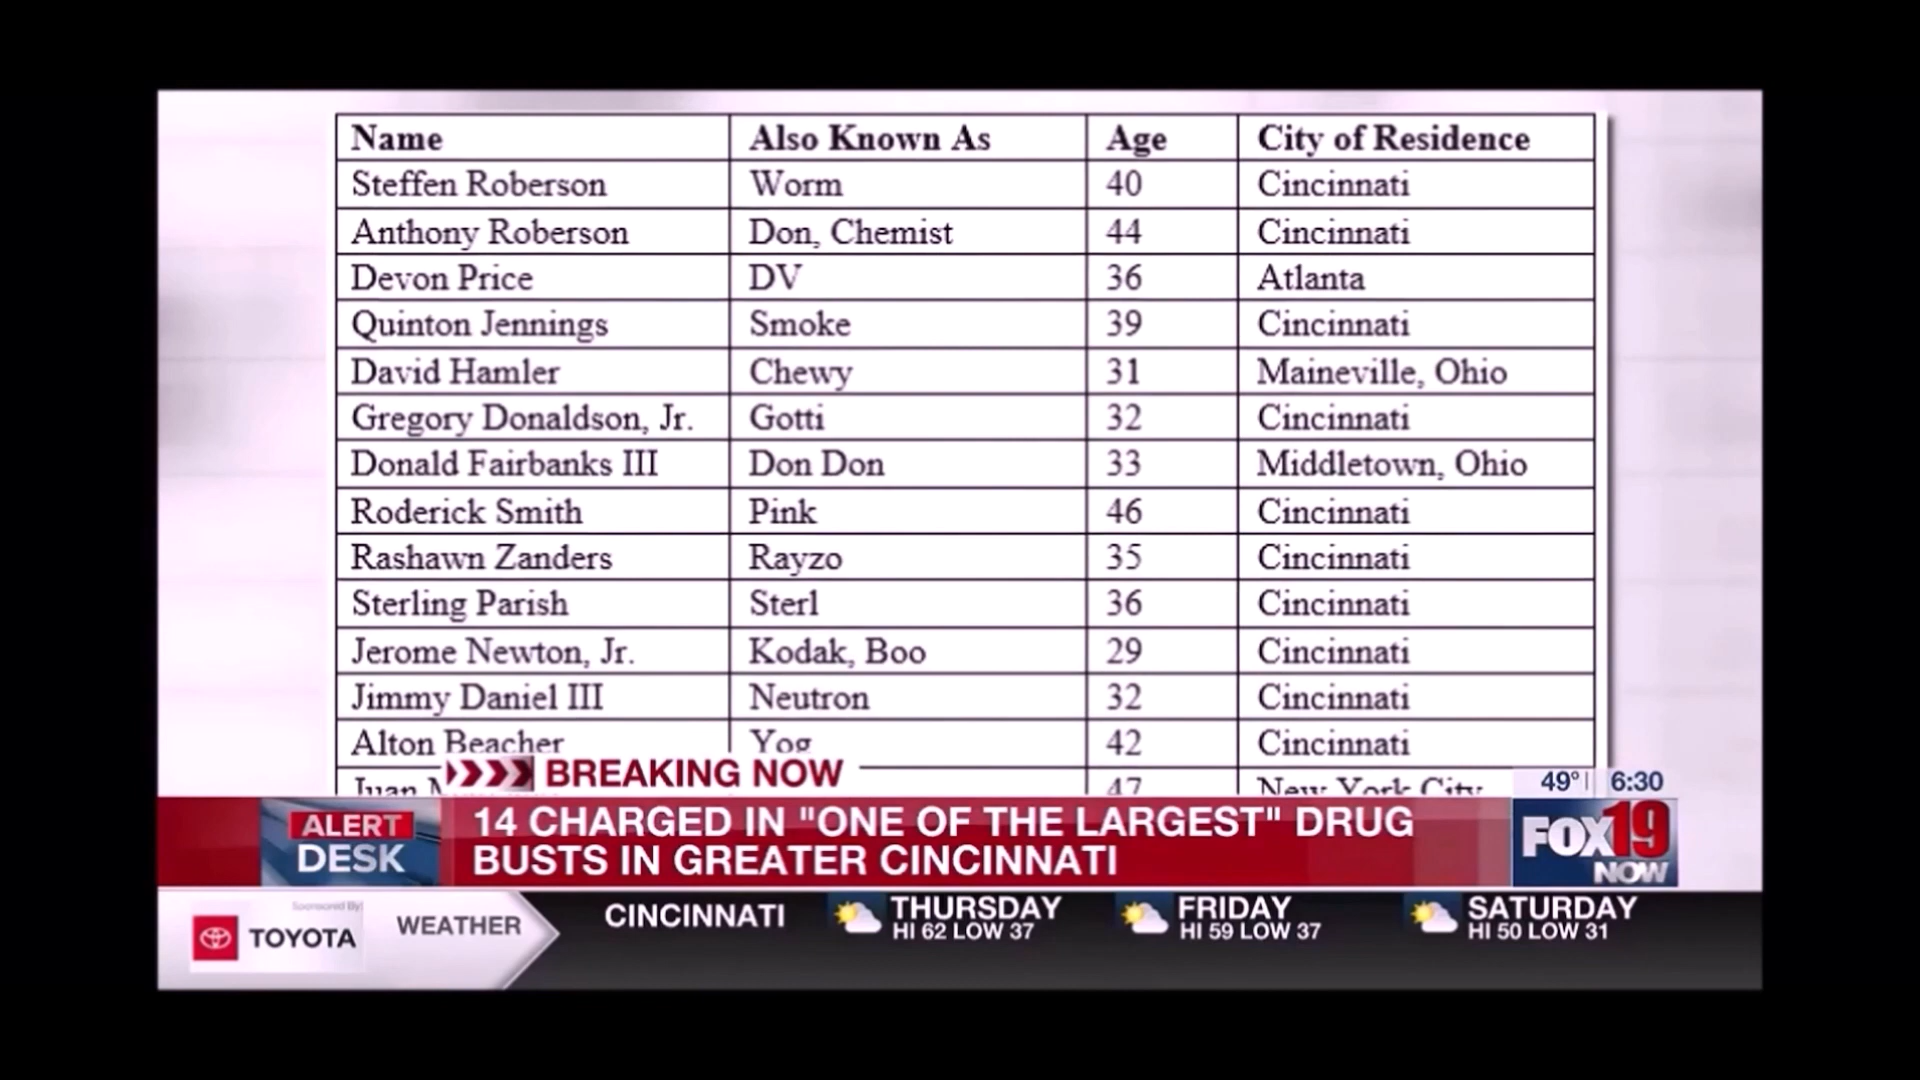 Name Also Known As Age City of Residence
Steffen Roberson Worm 40 Cincinnati
Anthony Roberson Don, Chemist 44 Cincinnati
Devon Price DV 36 Atlanta
Quinton Jennings Smoke 39 Cincinnati
David Hamler Chewy 31 Maineville, Ohio
Gregory Donaldson, Jr. Gotti 32 Cincinnati
Donald Fairbanks III Don Don 33 Middletown, Ohio
Roderick Smith Pink 46 Cincinnati
Rashawn Zanders Rayzo 35 Cincinnati
Sterling Parish Sterl 36 Cincinnati
Jerome Newton, Jr. Kodak, Boo 29 Cincinnati
Jimmy Daniel III Neutron 32 Cincinnati
Alton Beacher Yog 42 Cincinnati
Juan 47 New York City
BREAKING NOW
49° 6:30
ALERT DESK
14 CHARGED IN "ONE OF THE LARGEST" DRUG
BUSTS IN GREATER CINCINNATI
FOX19
NOW
Sponsored By:
TOYOTA
WEATHER
CINCINNATI
THURSDAY
HI 62 LOW 37
FRIDAY
HI 59 LOW 37
SATURDAY
HI 50 LOW 31